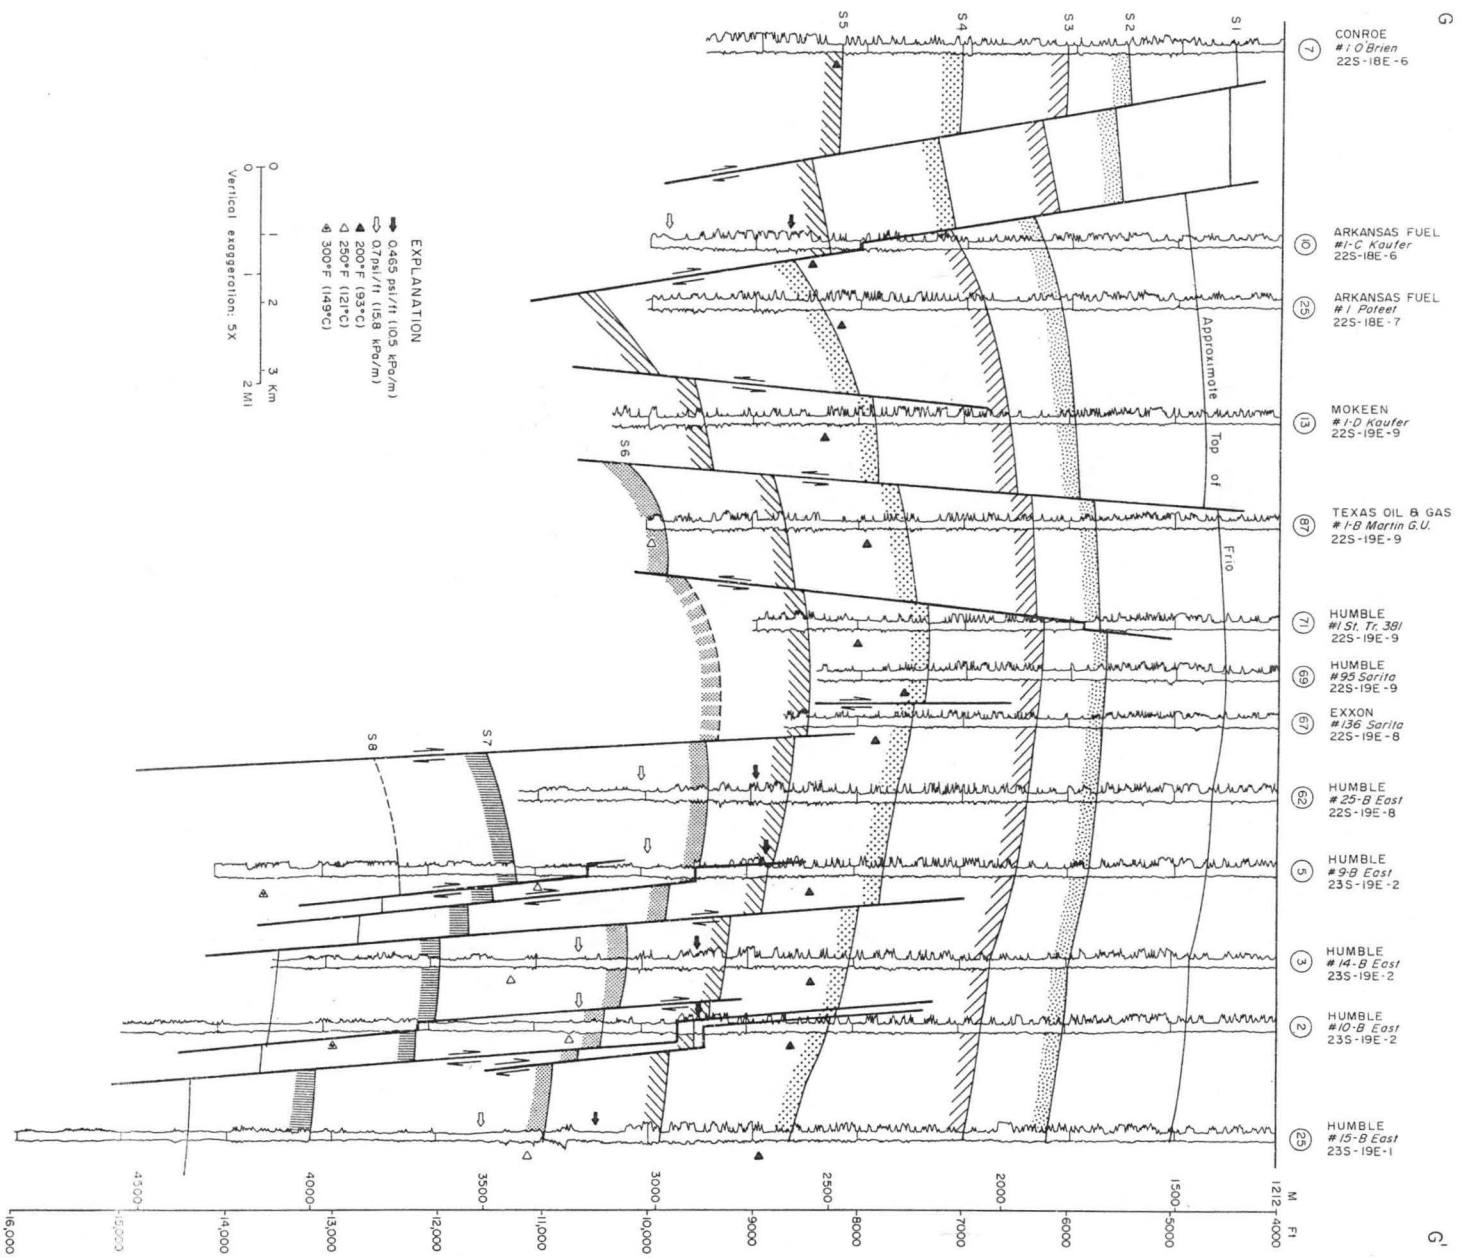 G
G'
CONROE
#1 O'Brien
22S-18E-6
7
ARKANSAS FUEL
#1-C Kaufer
22S-18E-6
10
ARKANSAS FUEL
#1 Poteet
22S-18E-7
25
MOKEEN
#1-D Kaufer
22S-19E-9
13
TEXAS OIL & GAS
#1-B Martin G.U.
22S-19E-9
87
HUMBLE
#1 St. Tr. 381
22S-19E-9
71
HUMBLE
#95 Sarita
22S-19E-9
69
EXXON
#136 Sarita
22S-19E-8
67
HUMBLE
#25-B East
22S-19E-8
62
HUMBLE
#9-B East
23S-19E-2
5
HUMBLE
#14-B East
23S-19E-2
3
HUMBLE
#10-B East
23S-19E-2
2
HUMBLE
#15-B East
23S-19E-1
25
S1
S2
S3
S4
S5
S6
S7
S8
Approximate Top of Frio
M Ft
1212 4000
1500 5000
6000
2000 7000
8000
2500
9000
3000 10,000
11,000
3500
12,000
13,000
14,000
4500
15,000
16,000
EXPLANATION
0.465 psi/ft (10.5 kPa/m)
0.7 psi/ft (15.8 kPa/m)
200°F (93°C)
250°F (121°C)
300°F (149°C)
0 1 2 3 Km
0 1 2 Mi
Vertical exaggeration: 5X